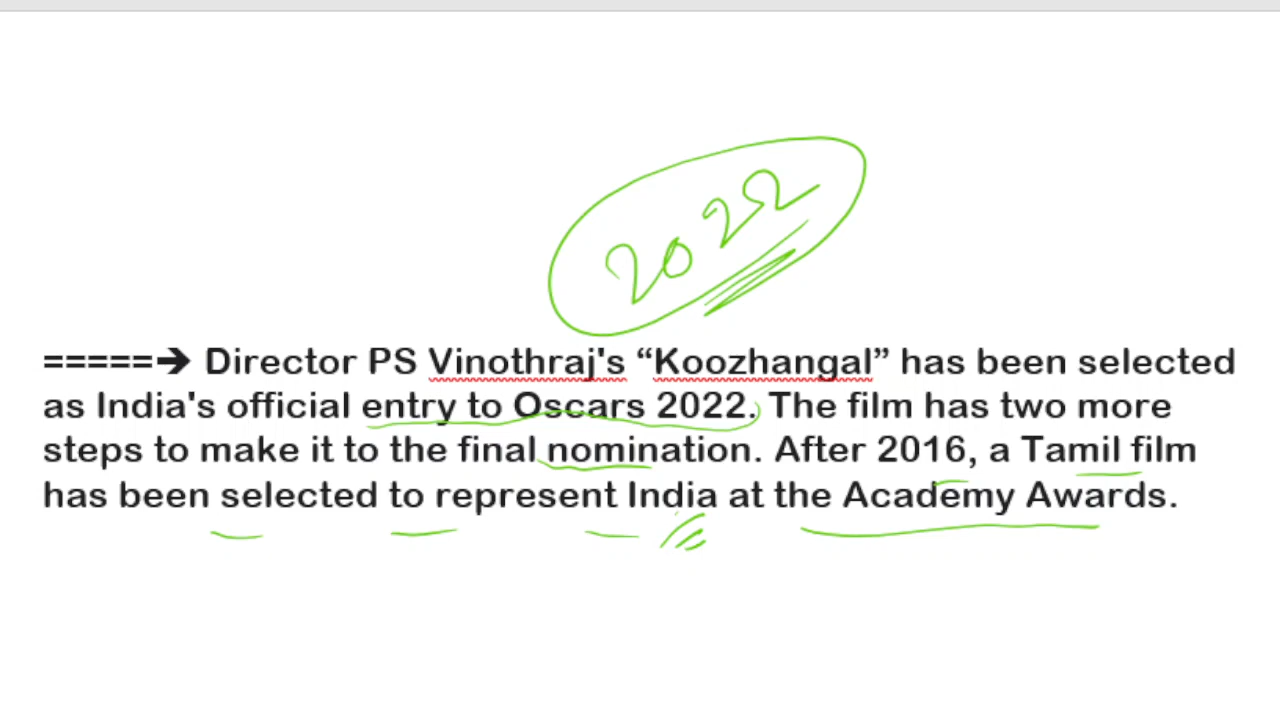 2022
=====➔ Director PS Vinothraj's “Koozhangal” has been selected
as India's official entry to Oscars 2022. The film has two more
steps to make it to the final nomination. After 2016, a Tamil film
has been selected to represent India at the Academy Awards.